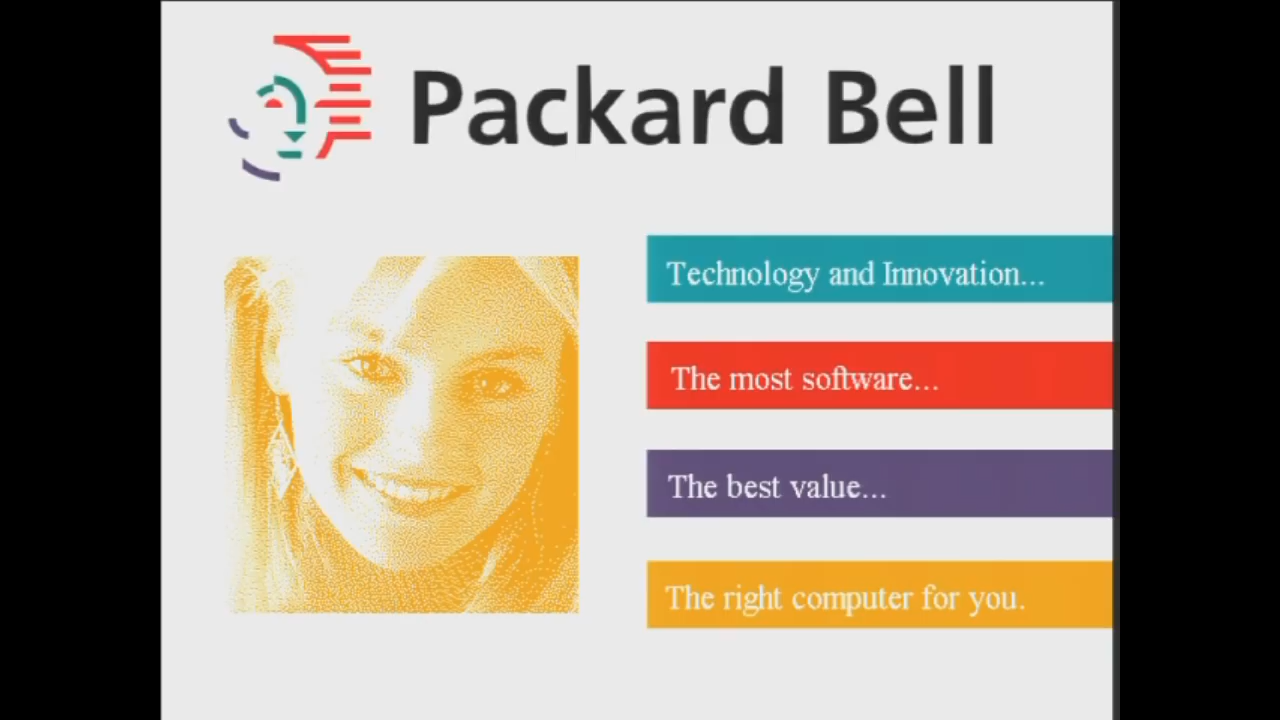 Packard Bell
Technology and Innovation...
The most software...
The best value...
The right computer for you.